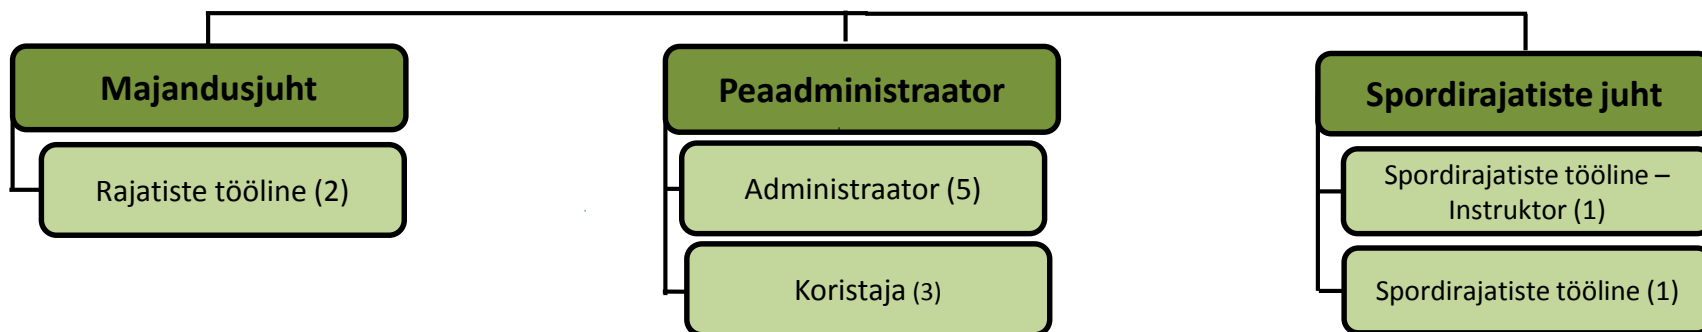 Majandusjuht
Rajatiste tööline (2)
Peaadministraator
Administraator (5)
Koristaja (3)
Spordirajatiste juht
Spordirajatiste tööline –
Instruktor (1)
Spordirajatiste tööline (1)